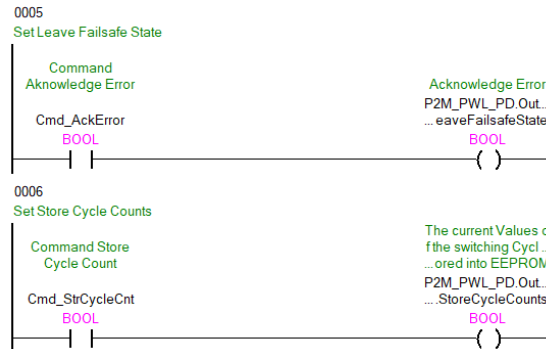 0005
Set Leave Failsafe State
Command
Aknowledge Error
Cmd_AckError
BOOL
Acknowledge Error
P2M_PWL_PD.Out...
... eaveFailsafeState
BOOL
0006
Set Store Cycle Counts
Command Store
Cycle Count
Cmd_StrCycleCnt
BOOL
The current Values o
f the switching Cycl ...
...ored into EEPROM
P2M_PWL_PD.Out...
... .StoreCycleCounts
BOOL